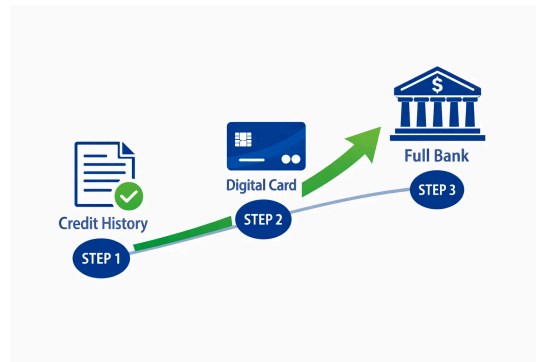 Credit History
STEP 1
Digital Card
STEP 2
$
Full Bank
STEP 3